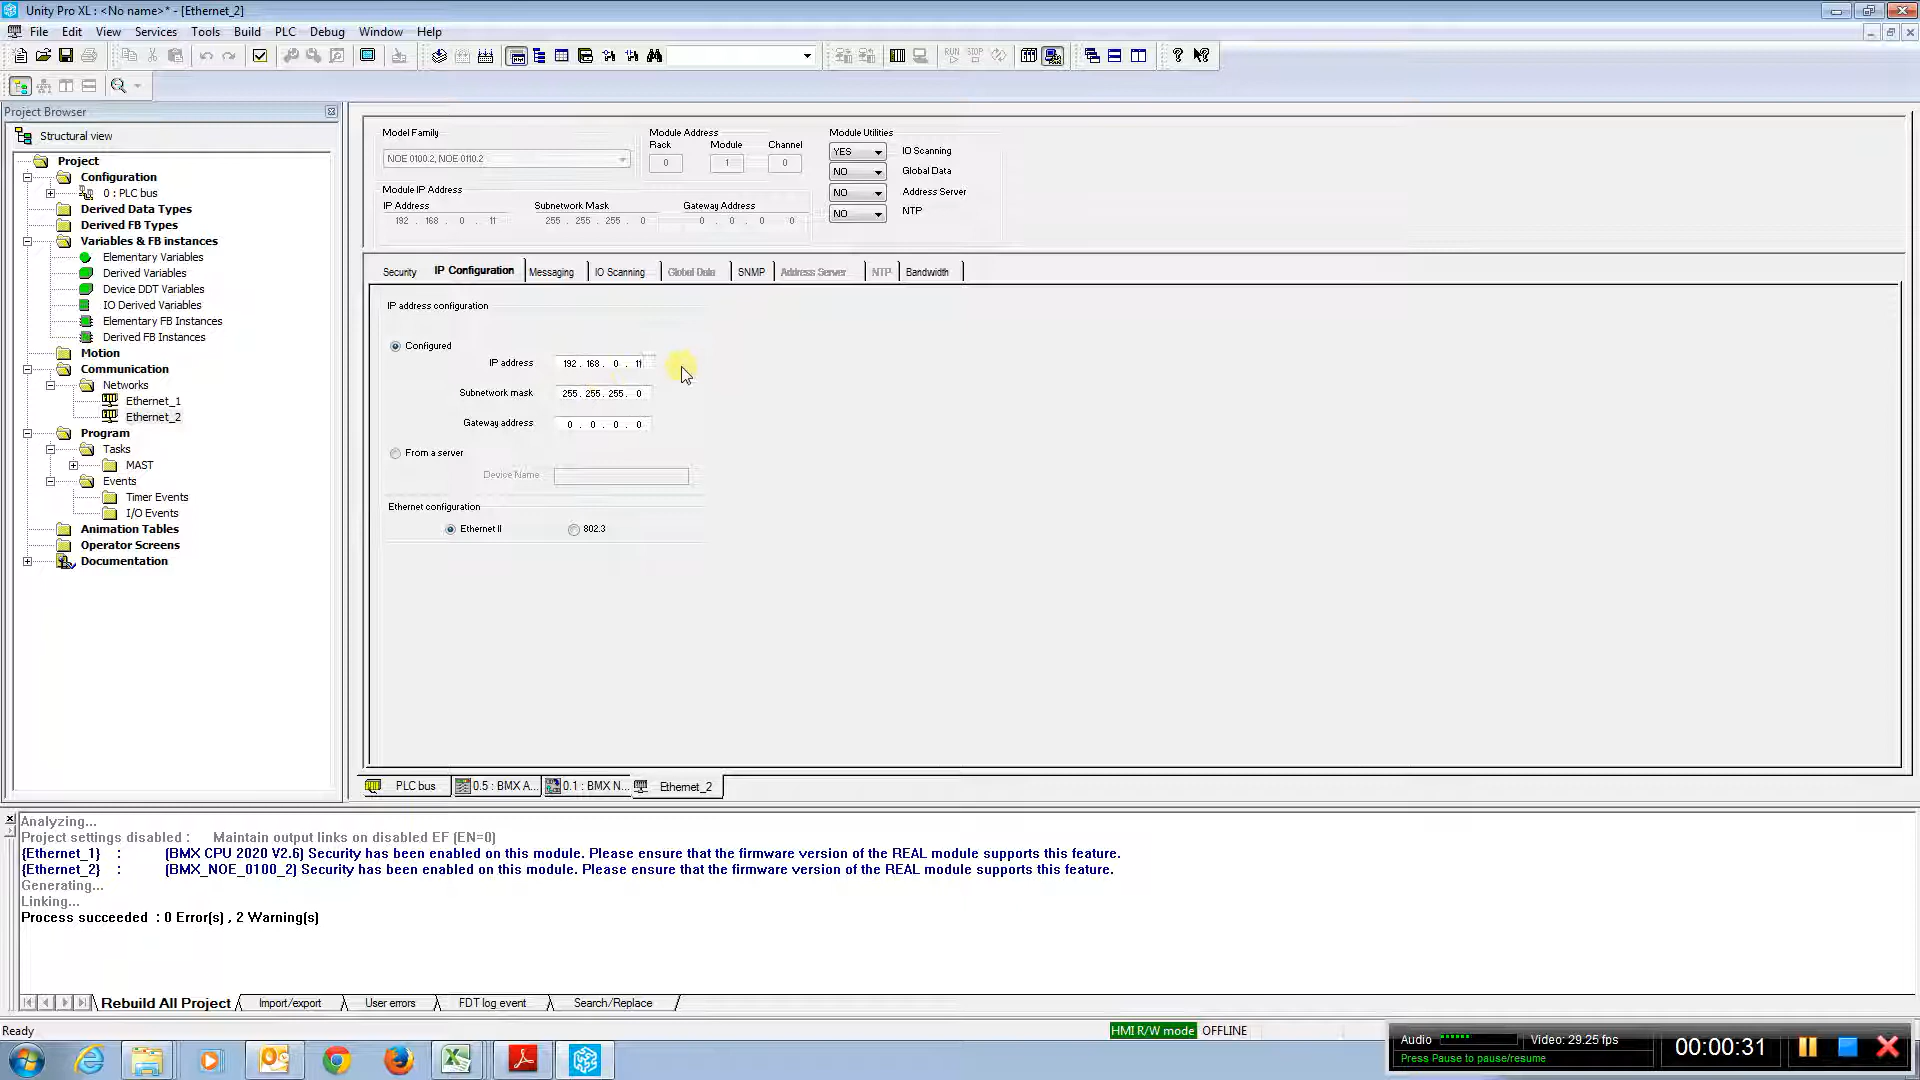 Unity Pro XL : <No name>* - [Ethernet_2]
File Edit View Services Tools Build PLC Debug Window Help
RUN STOP
Project Browser
Structural view
Project
Configuration
0 : PLC bus
Derived Data Types
Derived FB Types
Variables & FB instances
Elementary Variables
Derived Variables
Device DDT Variables
IO Derived Variables
Elementary FB Instances
Derived FB Instances
Motion
Communication
Networks
Ethernet_1
Ethernet_2
Program
Tasks
MAST
Events
Timer Events
I/O Events
Animation Tables
Operator Screens
Documentation
Model Family
NOE 0100.2, NOE 0110.2
Module Address
Rack Module Channel
0 1 0
Module Utilities
YES IO Scanning
NO Global Data
NO Address Server
NO NTP
Module IP Address
IP Address Subnetwork Mask Gateway Address
192 . 168 . 0 . 11 255 . 255 . 255 . 0 0 . 0 . 0 . 0
Security IP Configuration Messaging IO Scanning Global Data SNMP Address Server NTP Bandwidth
IP address configuration
Configured
IP address 192 . 168 . 0 . 11
Subnetwork mask 255 . 255 . 255 . 0
Gateway address 0 . 0 . 0 . 0
From a server
Device Name
Ethernet configuration
Ethernet II 802.3
PLC bus 0.5 : BMX A... 0.1 : BMX N... Ethernet_2
Analyzing...
Project settings disabled : Maintain output links on disabled EF (EN=0)
{Ethernet_1} : (BMX CPU 2020 V2.6) Security has been enabled on this module. Please ensure that the firmware version of the REAL module supports this feature.
{Ethernet_2} : (BMX_NOE_0100_2) Security has been enabled on this module. Please ensure that the firmware version of the REAL module supports this feature.
Generating...
Linking...
Process succeeded : 0 Error(s) , 2 Warning(s)
Rebuild All Project Import/export User errors FDT log event Search/Replace
Ready
HMI R/W mode OFFLINE
Audio Video: 29.25 fps
Press Pause to pause/resume
00:00:31